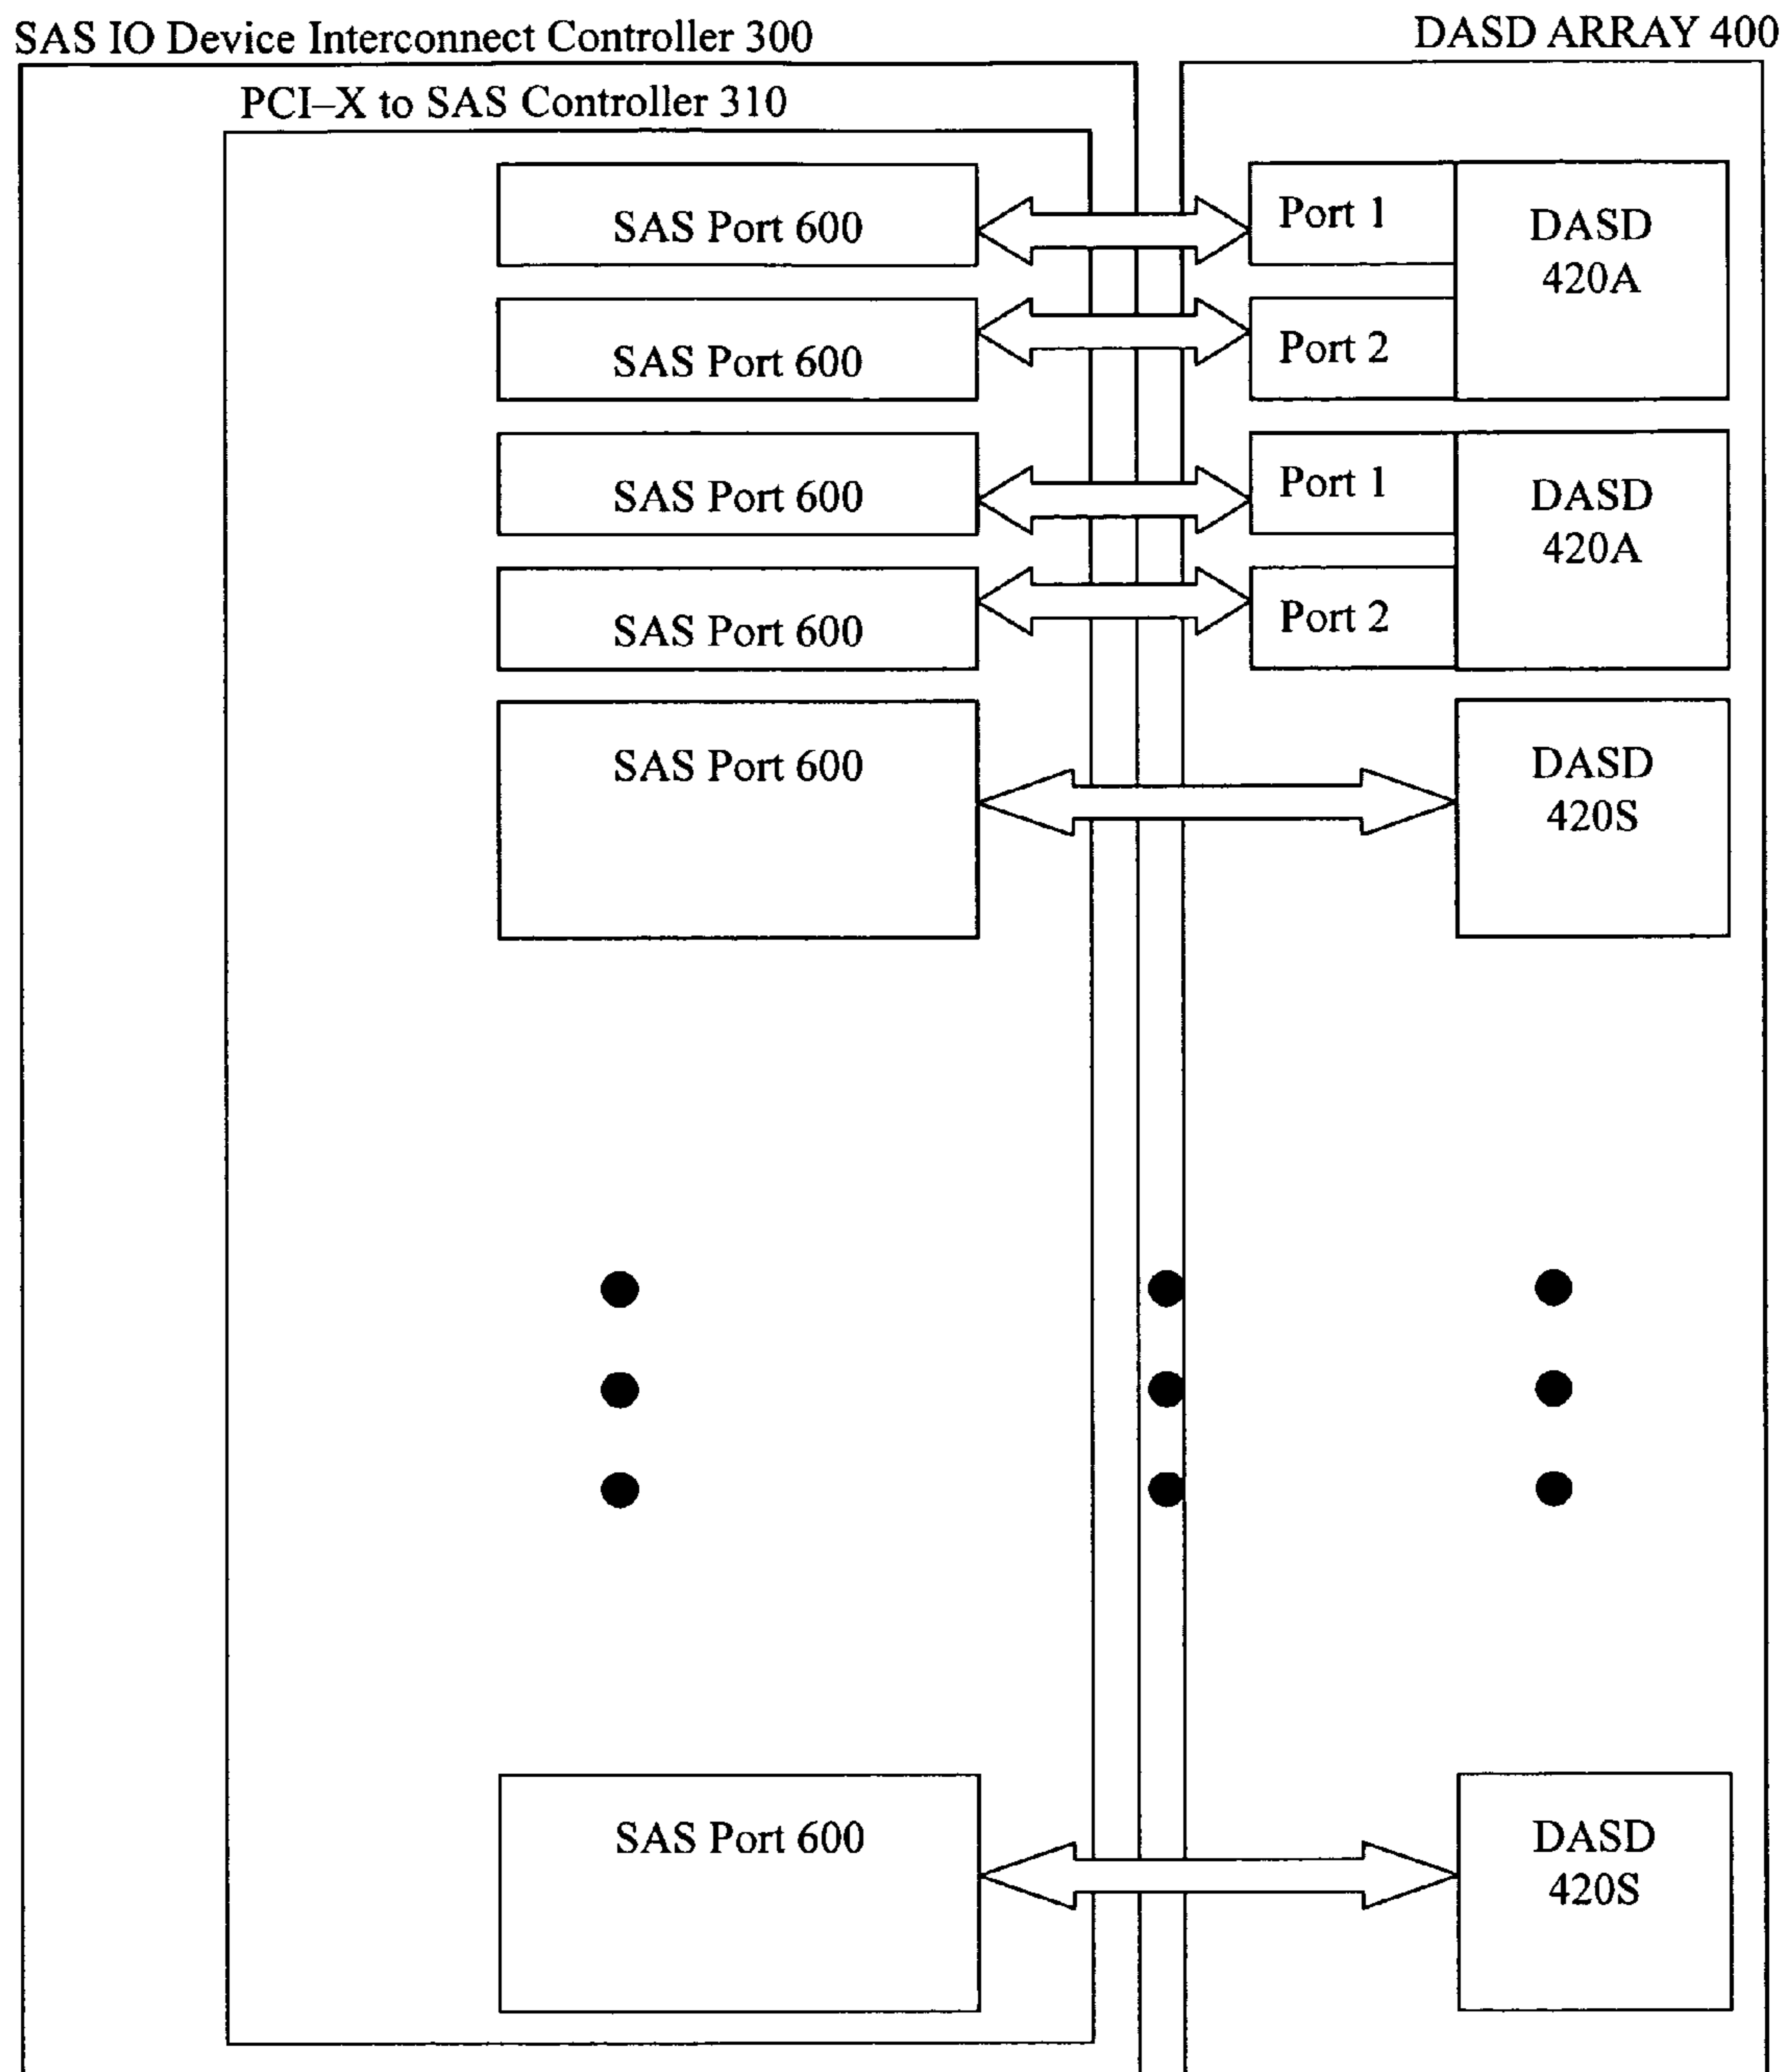 SAS IO Device Interconnect Controller 300
DASD ARRAY 400
PCI–X to SAS Controller 310
SAS Port 600
Port 1
DASD
420A
SAS Port 600
Port 2
SAS Port 600
Port 1
DASD
420A
SAS Port 600
Port 2
SAS Port 600
DASD
420S
SAS Port 600
DASD
420S